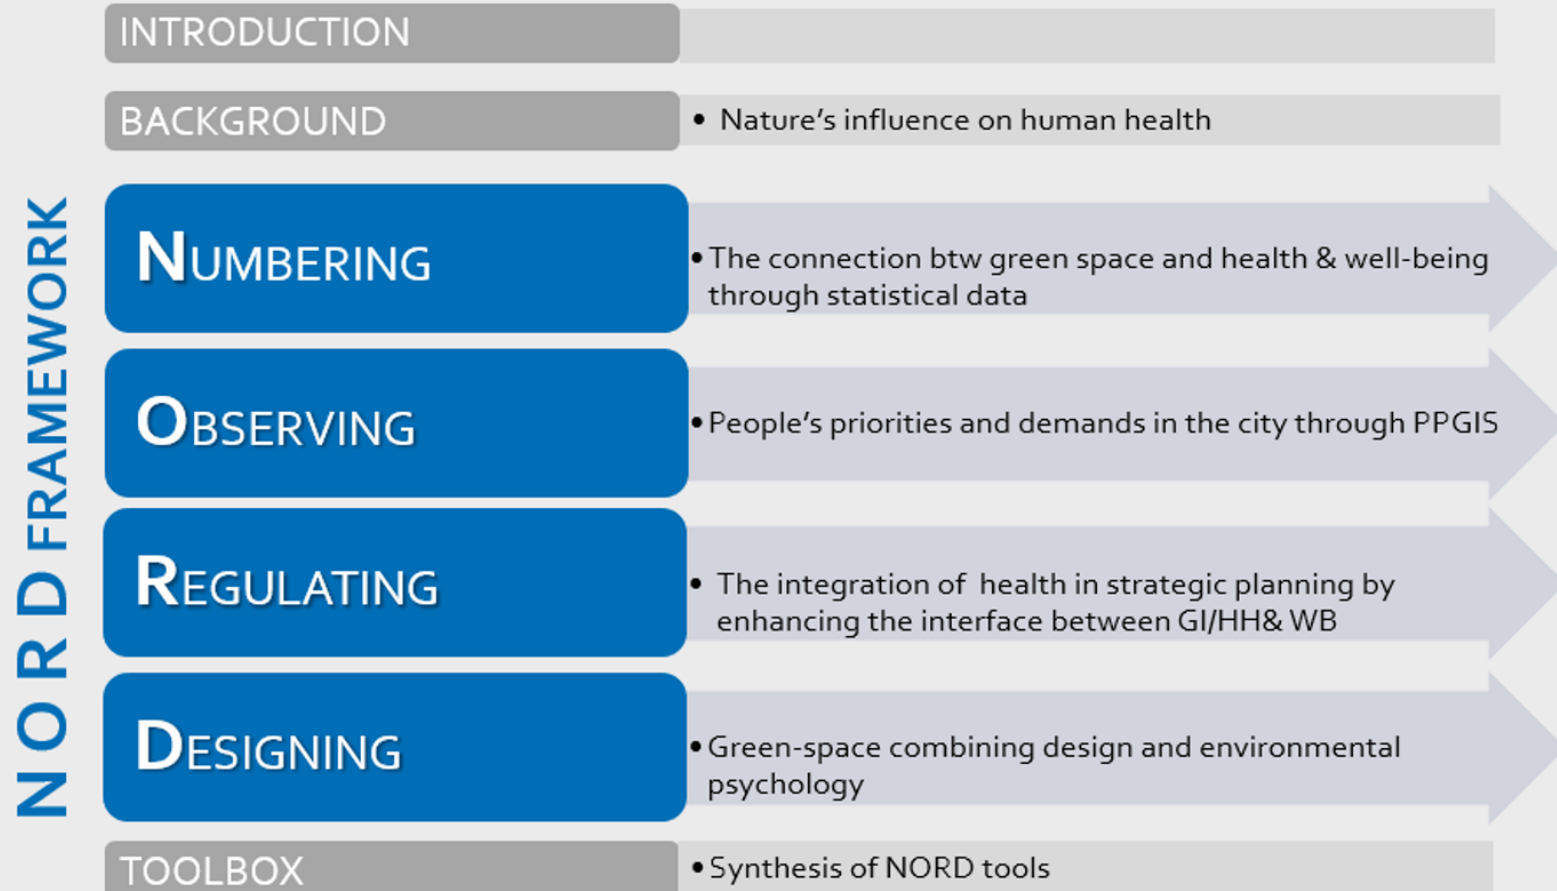 INTRODUCTION
BACKGROUND
• Nature’s influence on human health
NORD FRAMEWORK
NUMBERING
• The connection btw green space and health & well-being
through statistical data
OBSERVING
• People’s priorities and demands in the city through PPGIS
REGULATING
• The integration of health in strategic planning by
enhancing the interface between GI/HH& WB
DESIGNING
• Green-space combining design and environmental
psychology
TOOLBOX
• Synthesis of NORD tools